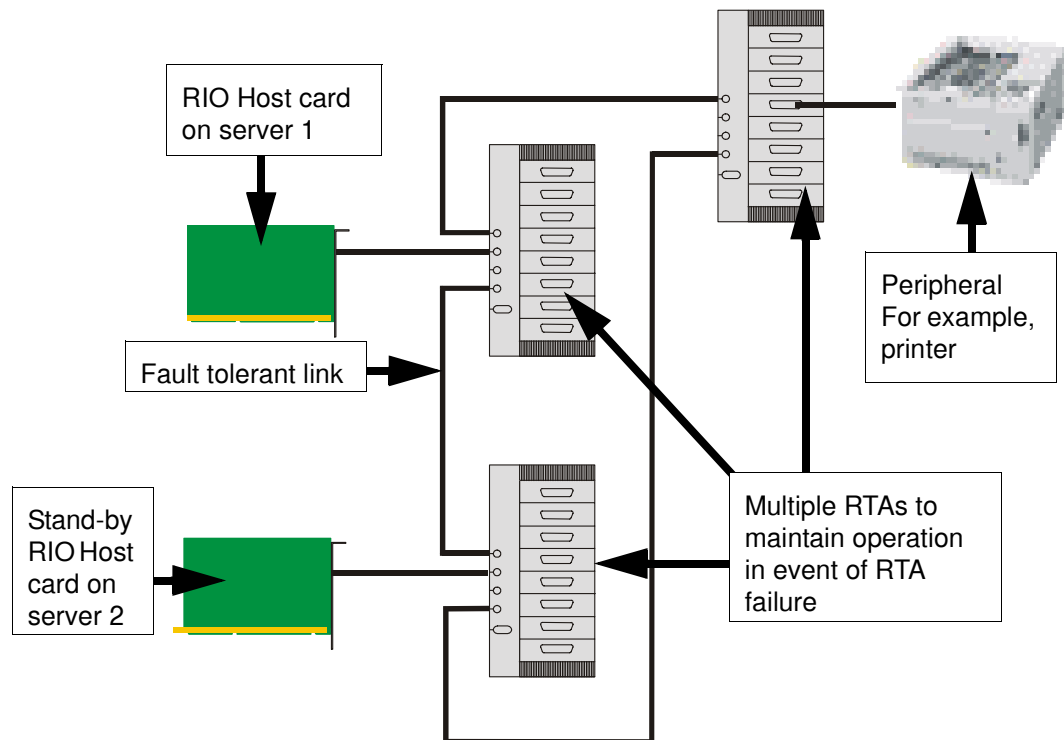 RIO Host card
on server 1
Peripheral
For example,
printer
Fault tolerant link
Stand-by
RIO Host
card on
server 2
Multiple RTAs to
maintain operation
in event of RTA
failure